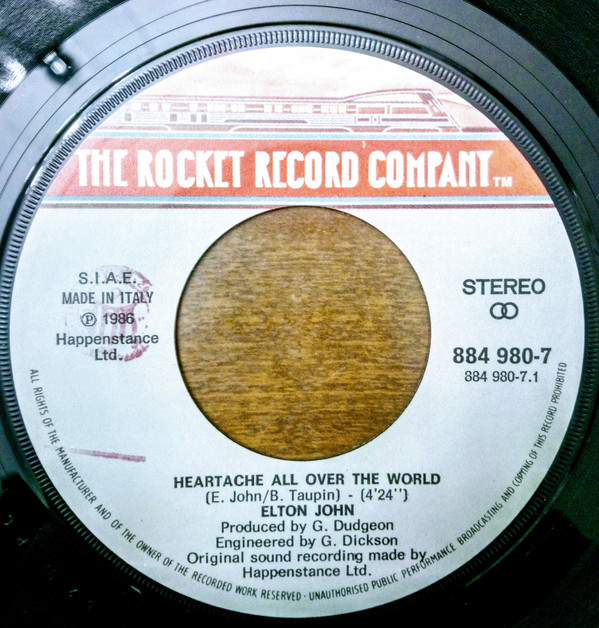 THE ROCKET RECORD COMPANY TM
S.I.A.E.
MADE IN ITALY
℗ 1986
Happenstance
Ltd.
STEREO
884 980-7
884 980-7.1
HEARTACHE ALL OVER THE WORLD
(E. John/B. Taupin) - (4'24'')
ELTON JOHN
Produced by G. Dudgeon
Engineered by G. Dickson
Original sound recording made by
Happenstance Ltd.
ALL RIGHTS OF THE MANUFACTURER AND OF THE OWNER OF THE RECORDED WORK RESERVED · UNAUTHORISED PUBLIC PERFORMANCE BROADCASTING AND COPYING OF THIS RECORD PROHIBITED